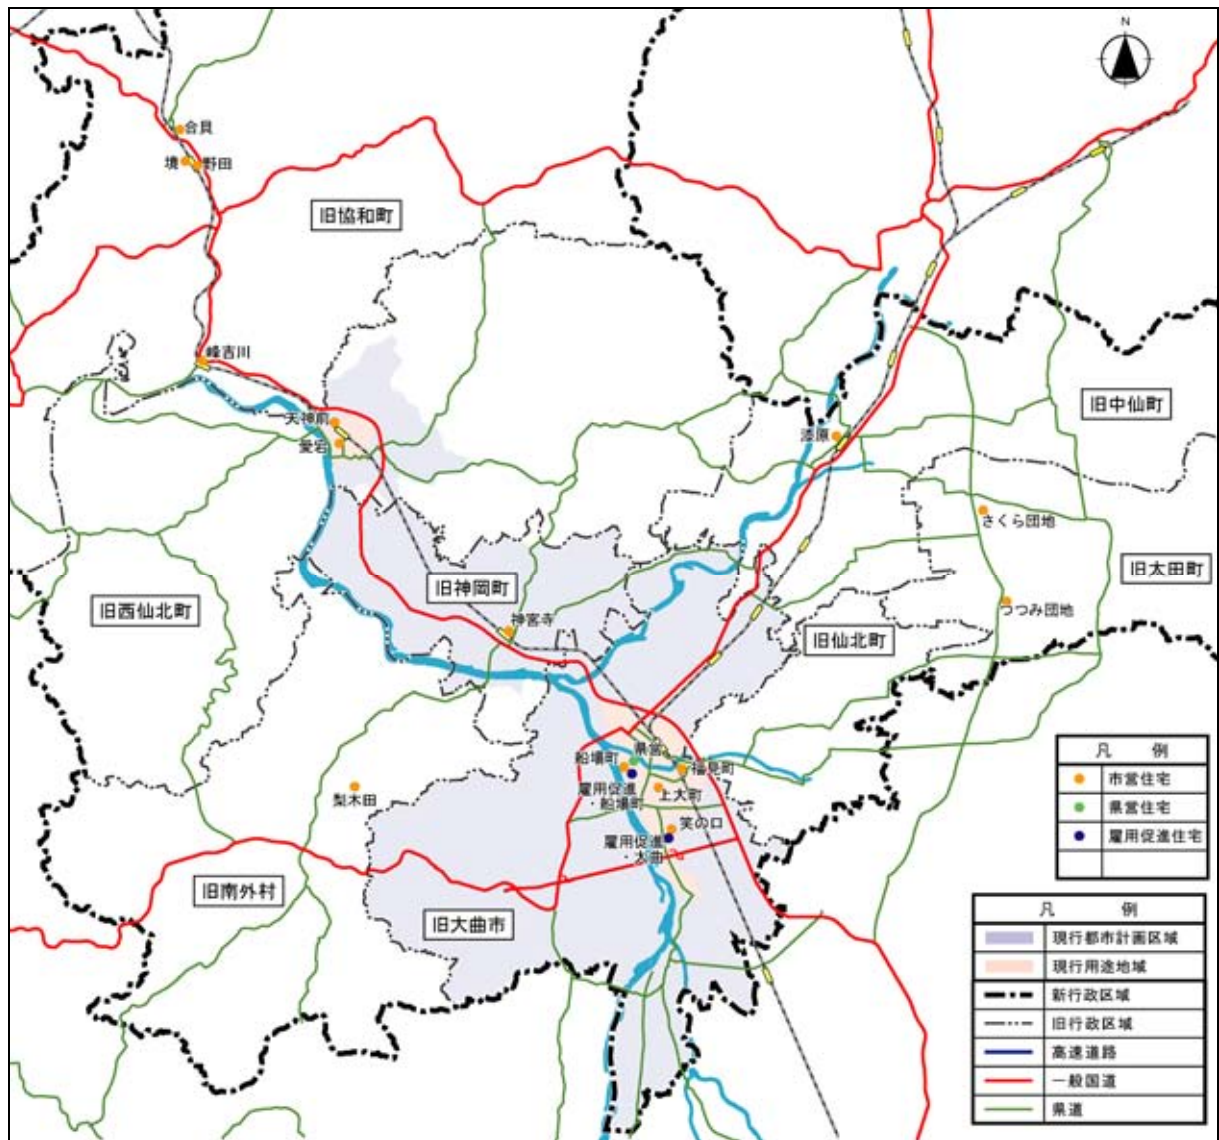 N
合貝
境
野田
旧協和町
峰吉川
旧中仙町
天神前
漆原
愛宕
さくら団地
旧太田町
旧神岡町
旧西仙北町
つつみ団地
神宮寺
旧仙北町
県営
船場町
福見町
雇用促進
・船場町
上大町
梨木田
笑の口
雇用促進
・大曲
旧南外村
旧大曲市
凡 例
市営住宅
県営住宅
雇用促進住宅
凡 例
現行都市計画区域
現行用途地域
新行政区域
旧行政区域
高速道路
一般国道
県道